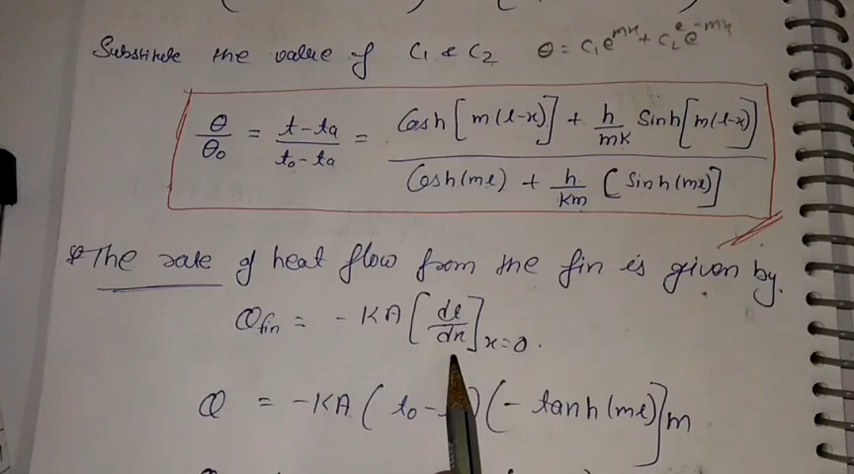 Substitute the value of C₁ & C₂ θ = C₁e^{mx} + C₂e^{-mx}
θ/θ₀ = (t-ta)/(t₀-ta) = (Cosh[m(l-x)] + h/mK Sinh[m(l-x)]) / (Cosh(ml) + h/Km [Sinh(ml)])
* The rate of heat flow from the fin is given by.
Q_fin = -KA [dt/dx]_{x=0}.
Q = -KA (t₀- ) (- tanh(ml)] m